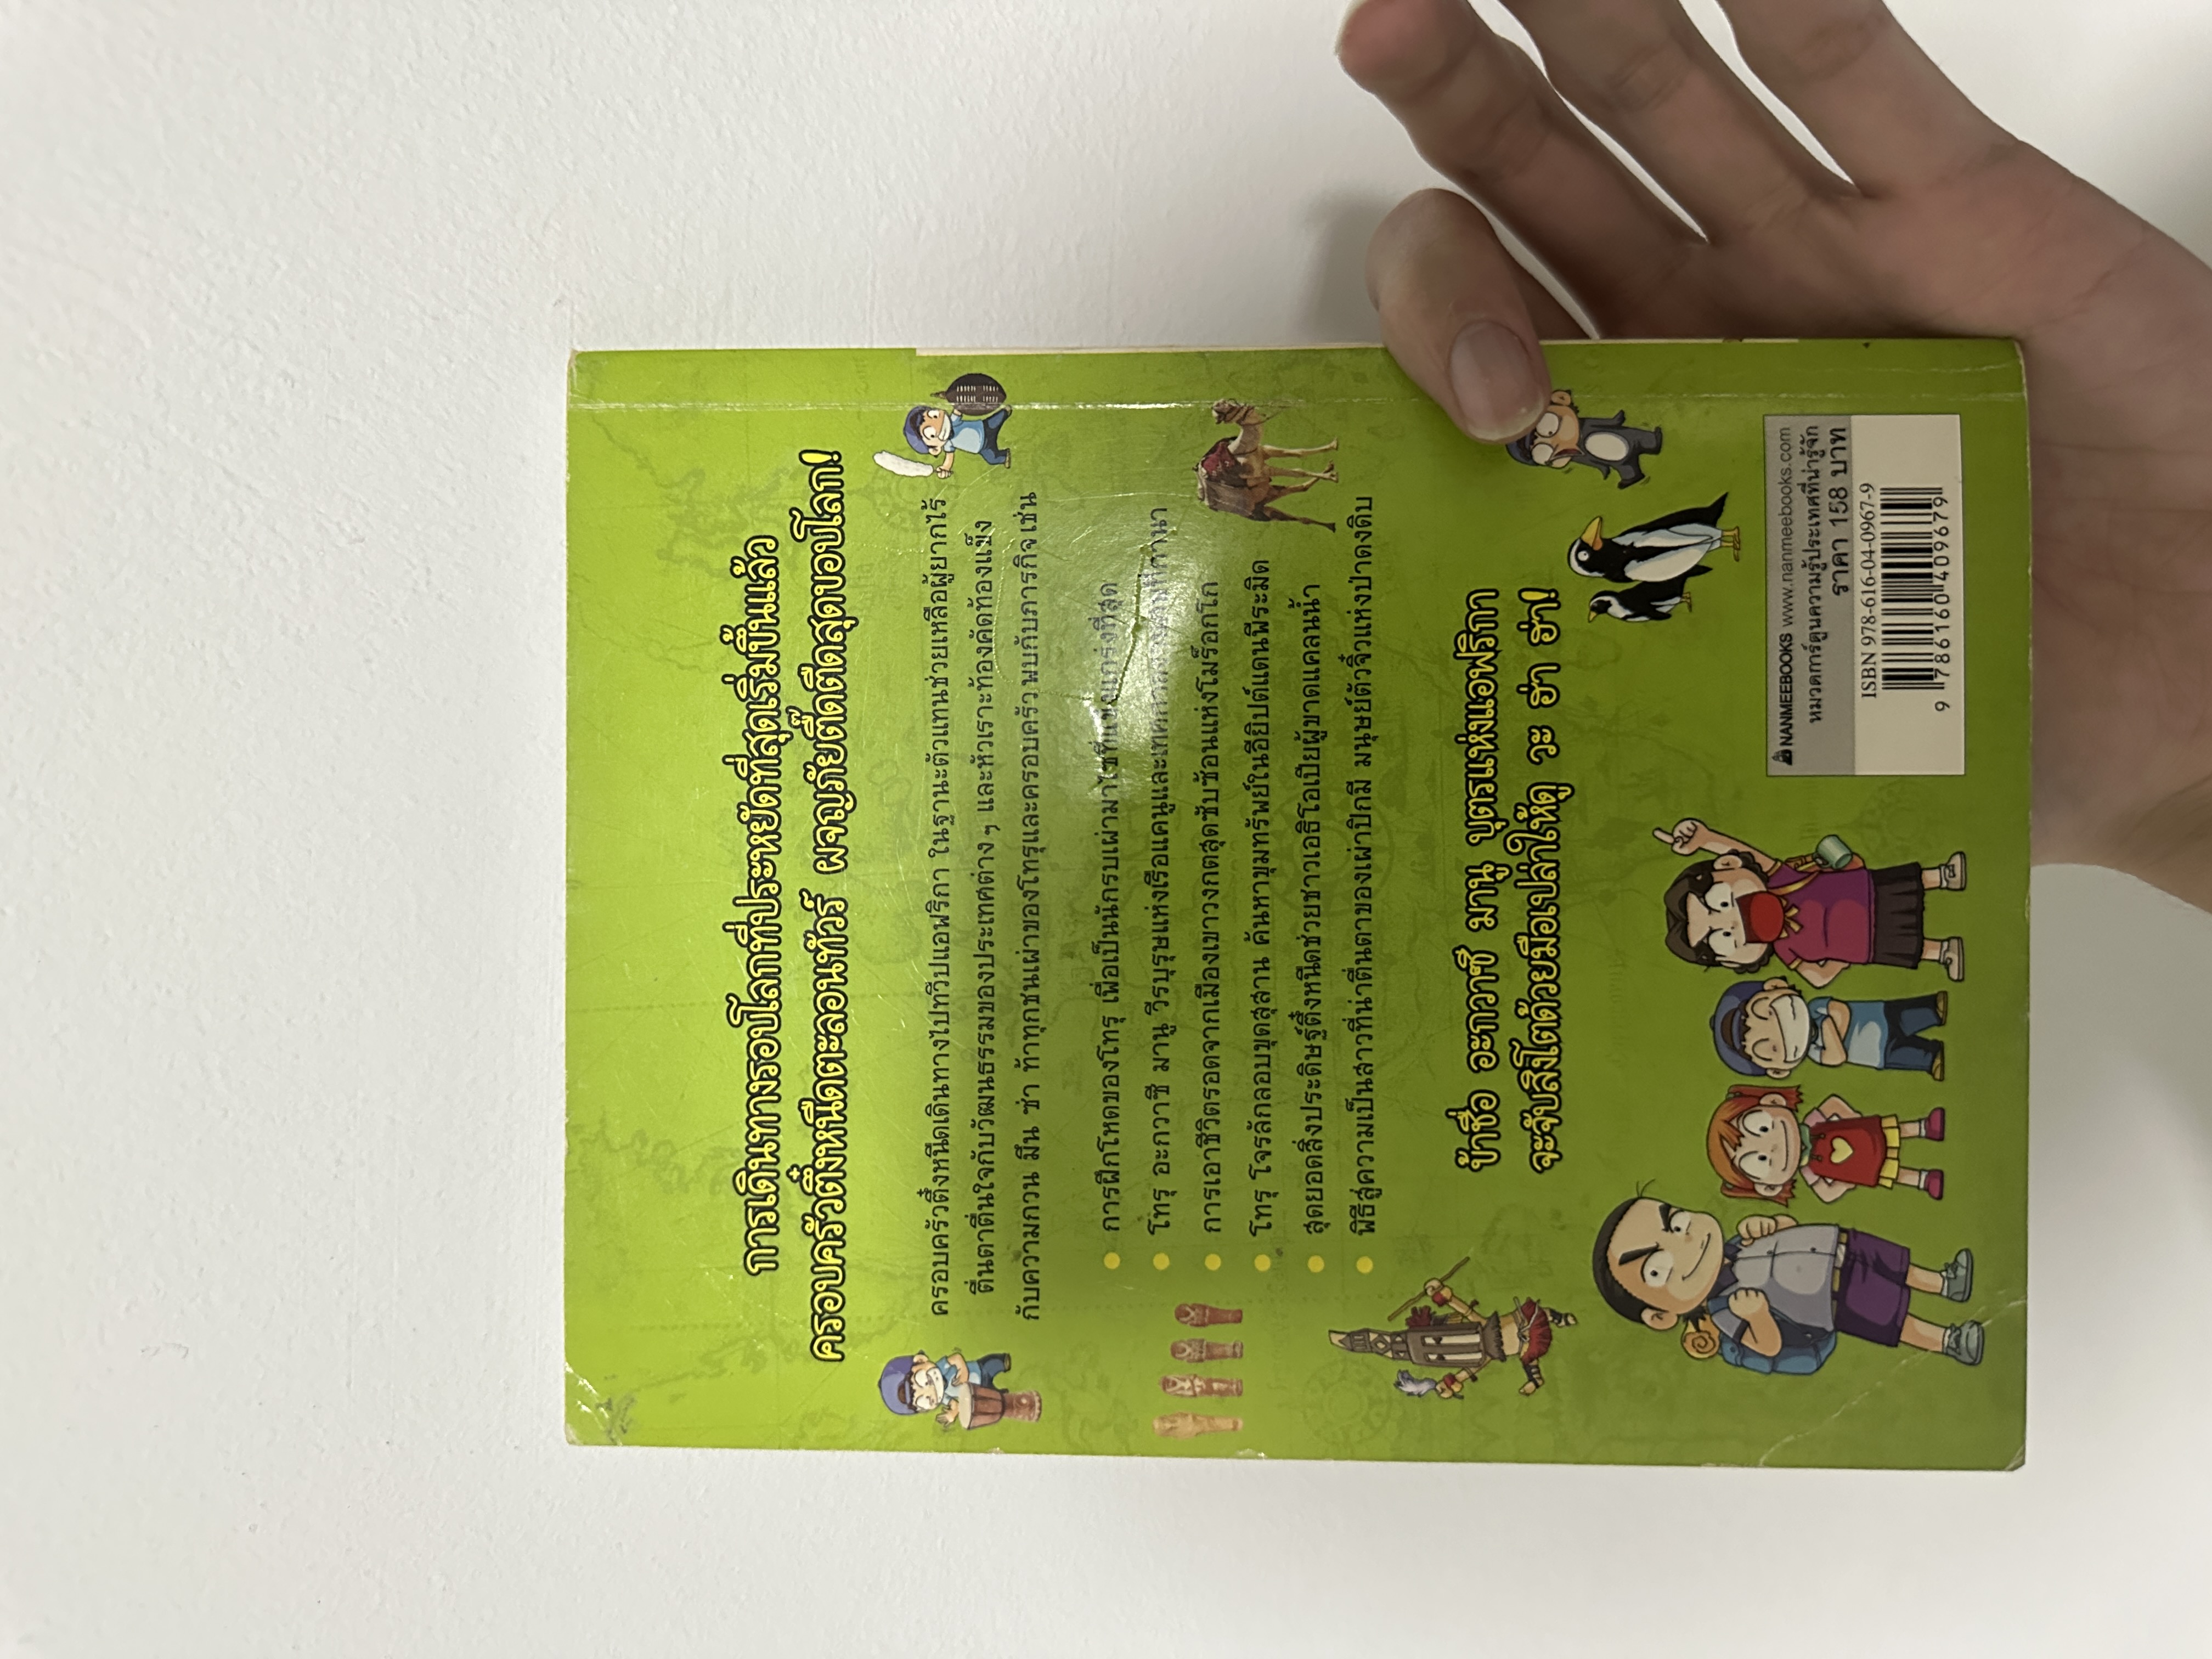 การเดินทางรอบโลกที่ประหยัดที่สุดเริ่มขึ้นแล้ว
ครอบครัวตึ๋งหนืดตะลอนทัวร์ ผจญภัยตื๊ดตืดสุดขอบโลก!
ครอบครัวตึ๋งหนืดเดินทางไปทวีปแอฟริกา ในฐานะตัวแทนช่วยเหลือผู้ยากไร้
ตื่นตาตื่นใจกับวัฒนธรรมของประเทศต่าง ๆ และหัวเราะท้องคัดท้องแข็ง
กับความกวน มึน ซ่า ท้าทุกชนเผ่าของโทรุและครอบครัว พบกับภารกิจ เช่น
การฝึกโหดของโทรุ เพื่อเป็นนักรบเผ่ามาไซที่แข็งแกร่งที่สุด
โทรุ อะกวาซี มานู วีรบุรุษแห่งเรือแคนูและ ที่กานา
การเอาชีวิตรอดจากเมืองเขาวงกตสุดซับซ้อนแห่งโมร็อกโก
โทรุ โจรลักลอบขุดสุสาน ค้นหาขุมทรัพย์ในอียิปต์แดนพีระมิด
สุดยอดสิ่งประดิษฐ์ตึ๋งหนืดช่วยชาวเอธิโอเปียผู้ขาดแคลนน้ำ
พิธีสู่ความเป็นสาวที่น่าตื่นตาของเผ่าปิกมี มนุษย์ตัวจิ๋วแห่งป่าดงดิบ
ข้าชื่อ อะกวาซี มานู บุตรแห่งแอฟริกา
จะจับสิงโตด้วยมือเปล่าให้ดู วะ ฮ่า ฮ่า!
NANMEEBOOKS www.nanmeebooks.com
หมวดการ์ตูนความรู้ประเทศที่น่ารู้จัก
ราคา 158 บาท
ISBN 978-616-04-0967-9
9 786160 409679